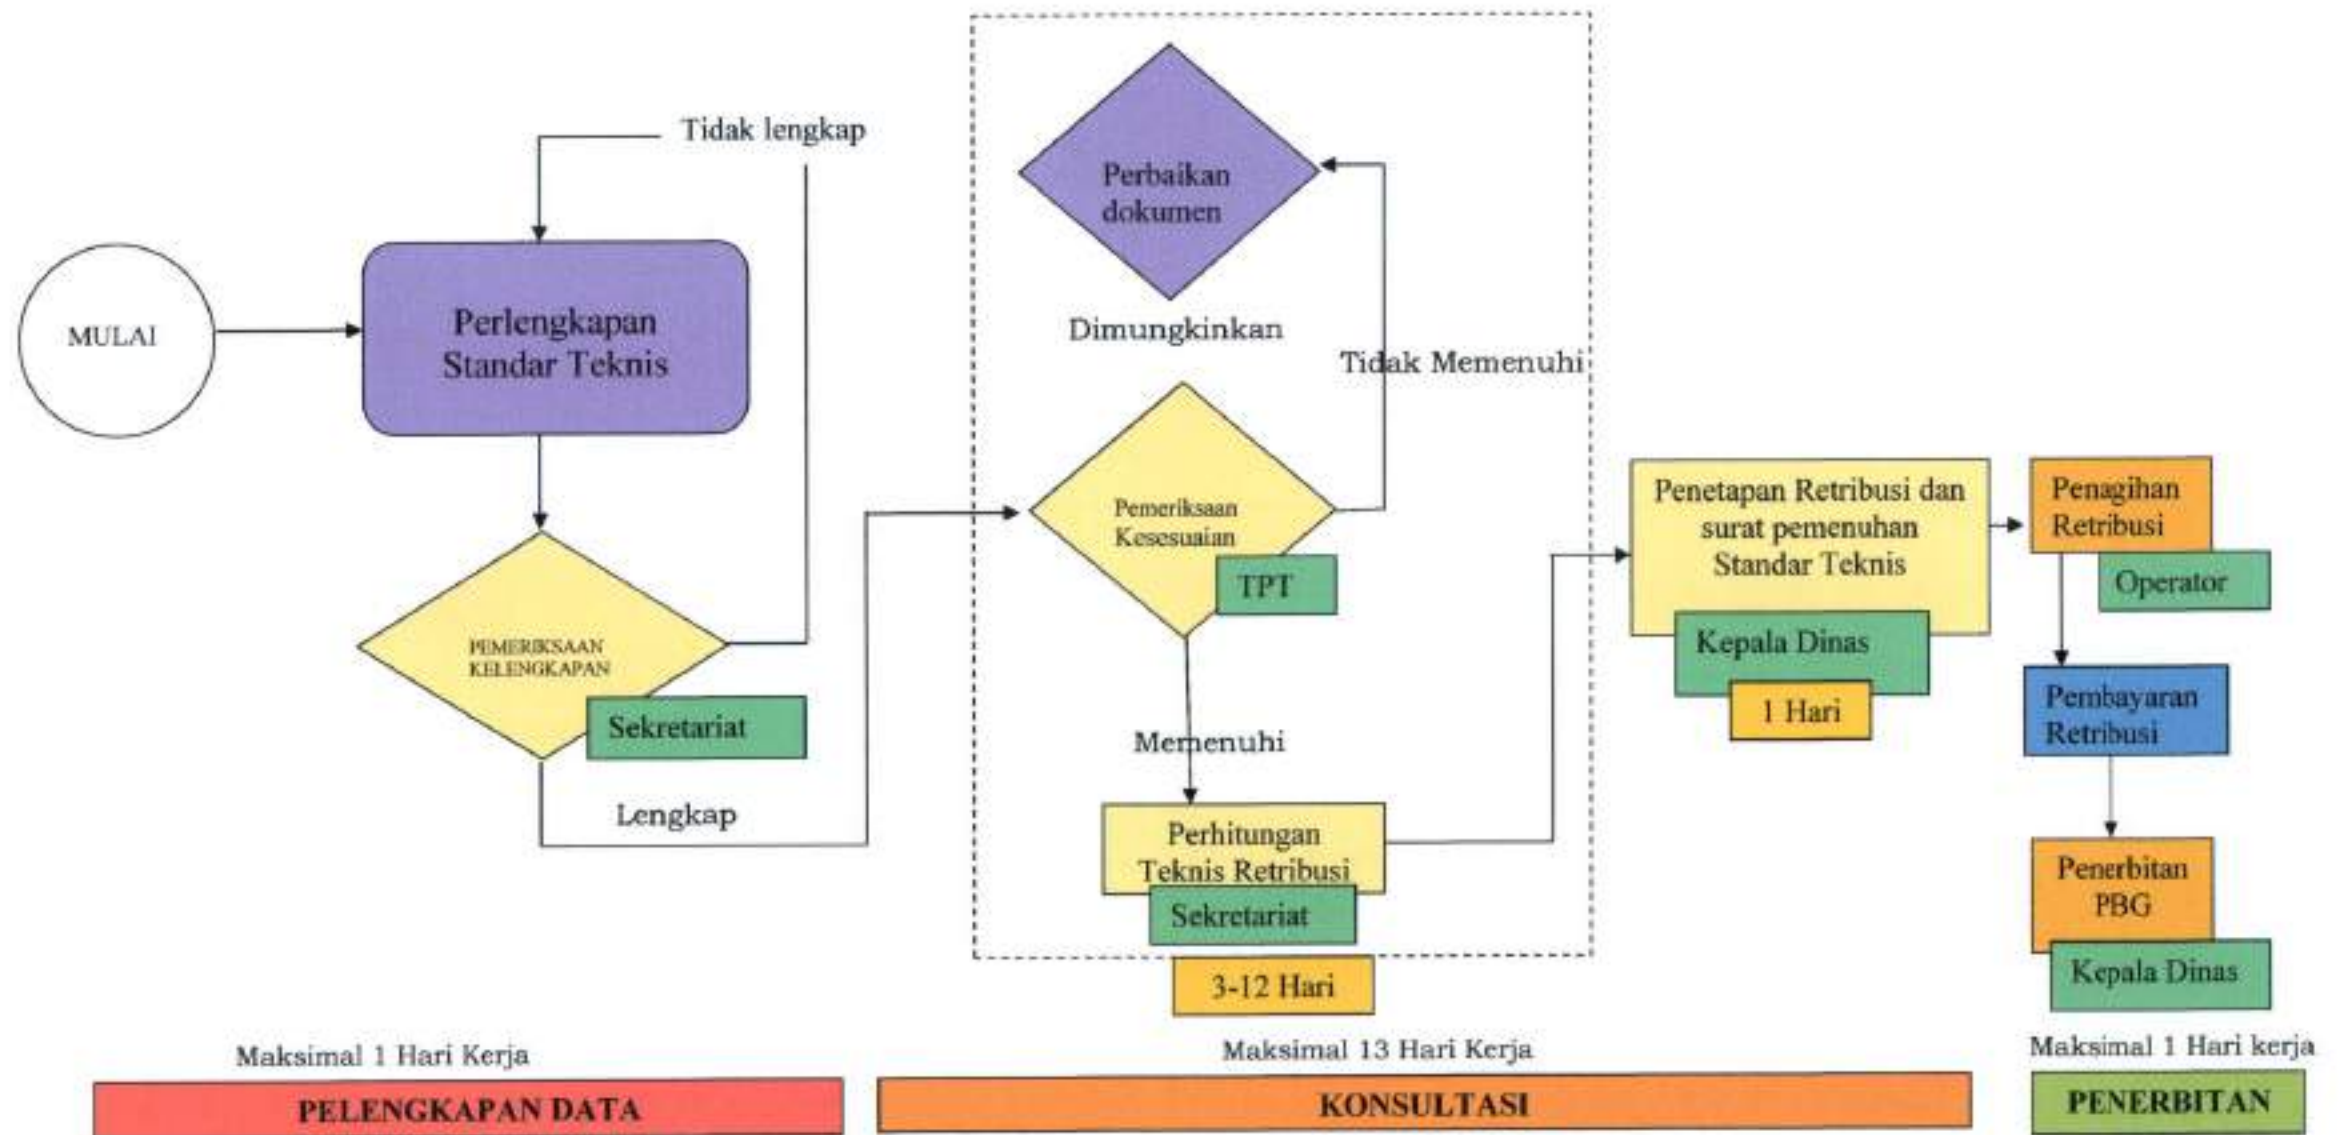 Tidak lengkap
MULAI
Perlengkapan
Standar Teknis
PEMERIKSAAN
KELENGKAPAN
Sekretariat
Lengkap
Perbaikan
dokumen
Dimungkinkan
Tidak Memenuhi
Pemeriksaan
Kesesuaian
TPT
Memenuhi
Perhitungan
Teknis Retribusi
Sekretariat
3-12 Hari
Penetapan Retribusi dan
surat pemenuhan
Standar Teknis
Kepala Dinas
1 Hari
Penagihan
Retribusi
Operator
Pembayaran
Retribusi
Penerbitan
PBG
Kepala Dinas
Maksimal 1 Hari Kerja
PELENGKAPAN DATA
Maksimal 13 Hari Kerja
KONSULTASI
Maksimal 1 Hari kerja
PENERBITAN